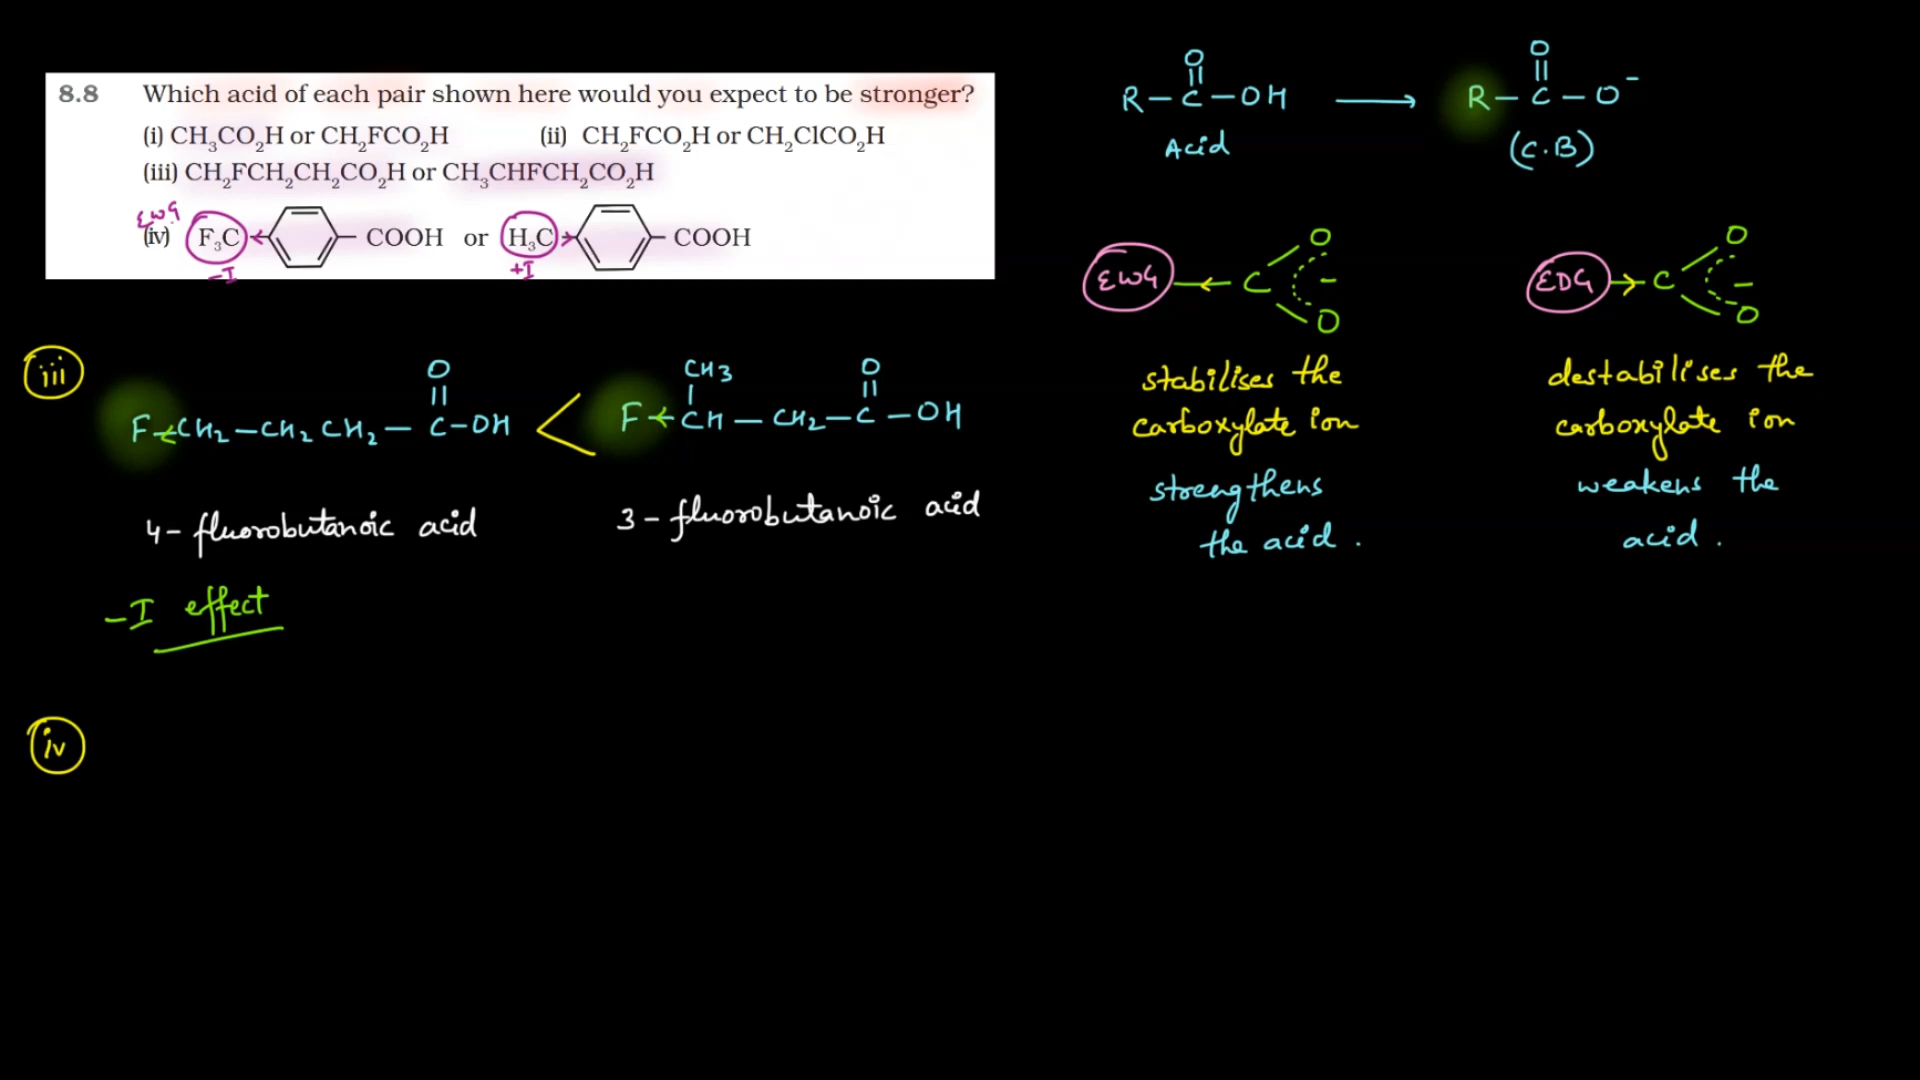 8.8 Which acid of each pair shown here would you expect to be stronger?
(i) CH₃CO₂H or CH₂FCO₂H (ii) CH₂FCO₂H or CH₂ClCO₂H
(iii) CH₂FCH₂CH₂CO₂H or CH₃CHFCH₂CO₂H
EWG
(iv) F₃C COOH or H₃C COOH
-I +I
O
R-C-OH → R-C-O⁻
O
Acid (C.B)
EWG C O O -
EDG C O O -
stabilises the
carboxylate ion
strengthens
the acid.
destabilises the
carboxylate ion
weakens the
acid.
iii
O
F CH₂-CH₂CH₂-C-OH < F CH-CH₂-C-OH
CH3 O
4-fluorobutanoic acid 3-fluorobutanoic acid
-I effect
iv